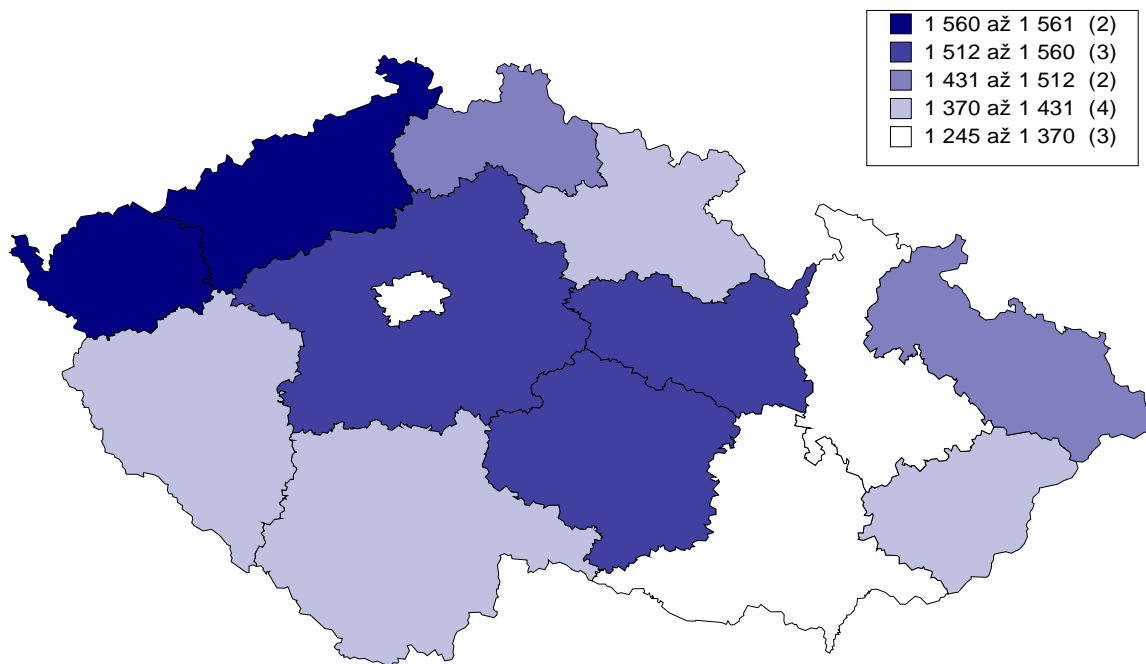 1 560 až 1 561 (2)
1 512 až 1 560 (3)
1 431 až 1 512 (2)
1 370 až 1 431 (4)
1 245 až 1 370 (3)